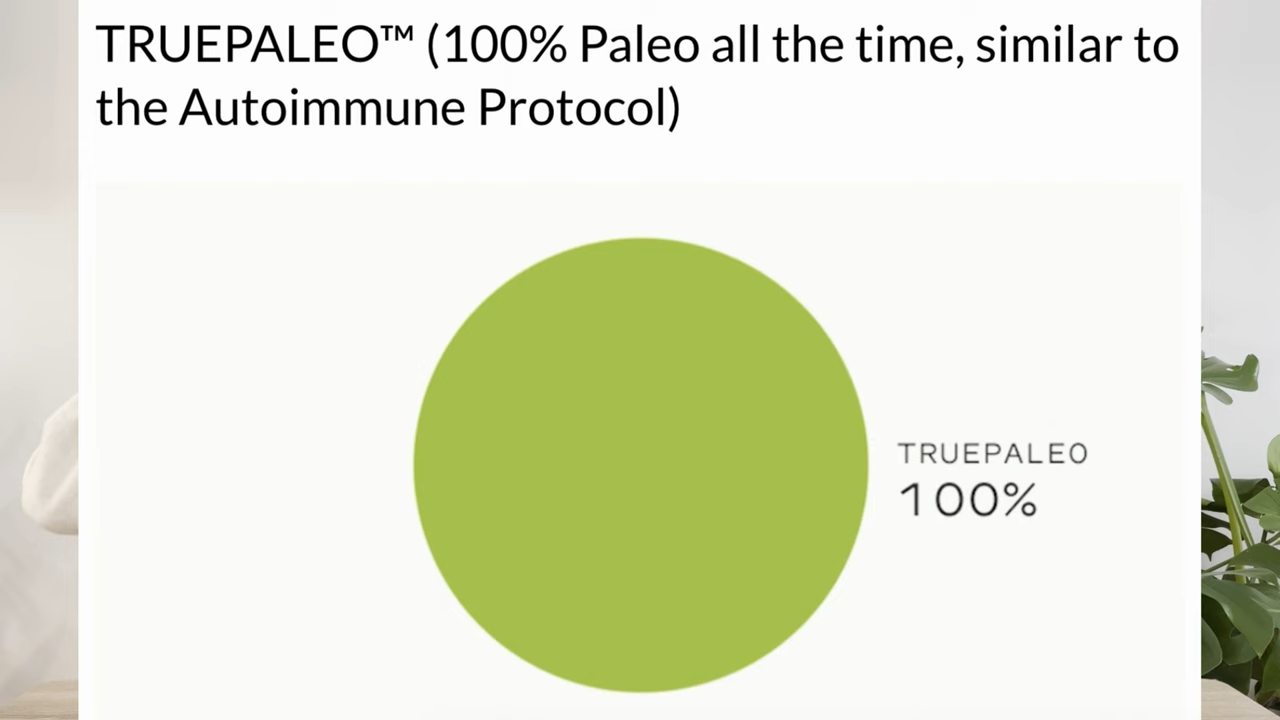 TRUEPALEO™ (100% Paleo all the time, similar to
the Autoimmune Protocol)
TRUEPALEO
100%